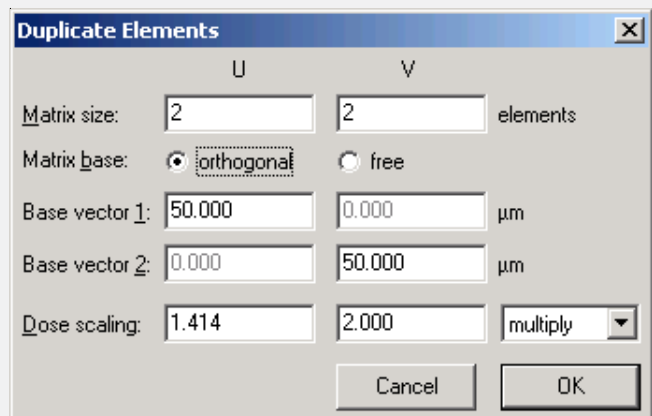 Duplicate Elements
U V
Matrix size: 2 2 elements
Matrix base: orthogonal free
Base vector 1: 50.000 0.000 µm
Base vector 2: 0.000 50.000 µm
Dose scaling: 1.414 2.000 multiply
Cancel OK